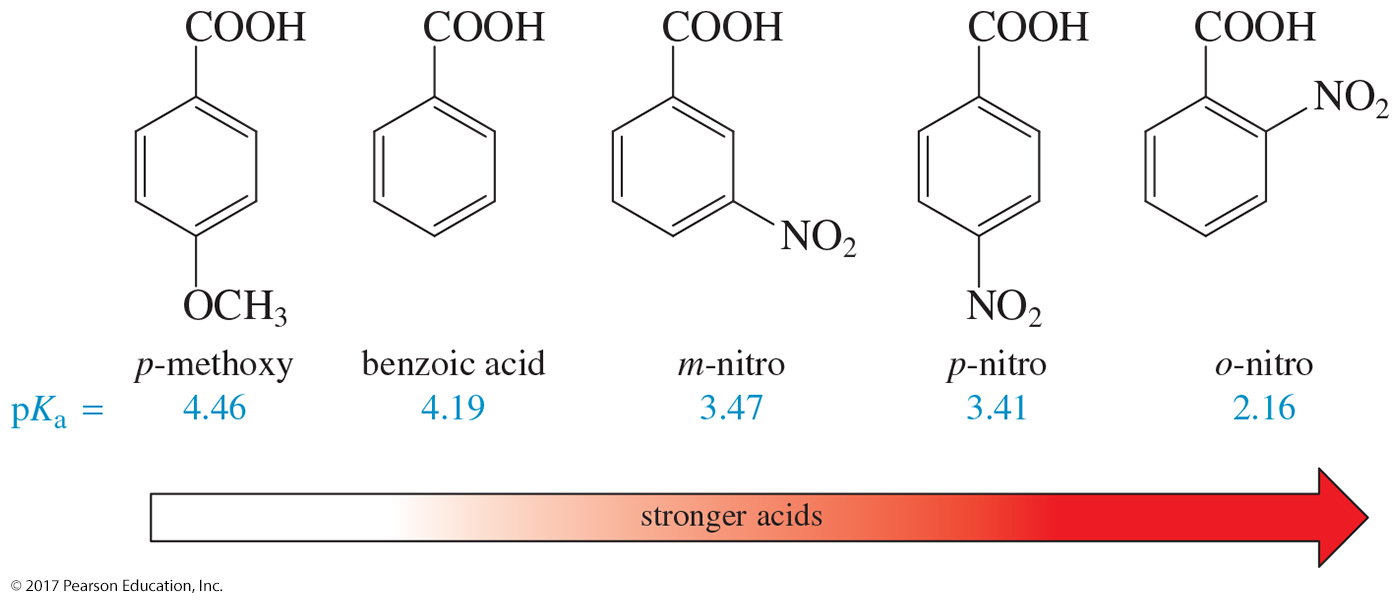 COOH COOH COOH COOH COOH
NO₂
NO₂
OCH₃ NO₂
p-methoxy benzoic acid m-nitro p-nitro o-nitro
pKₐ = 4.46 4.19 3.47 3.41 2.16
stronger acids
© 2017 Pearson Education, Inc.